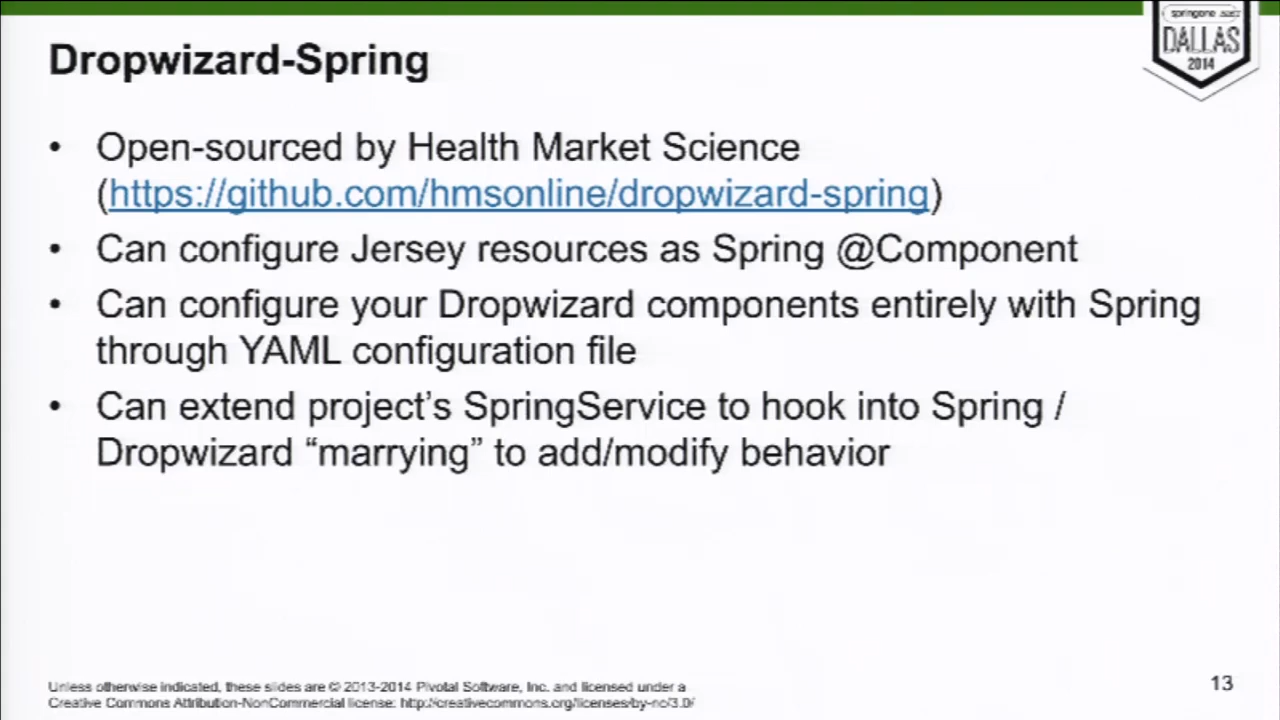 Dropwizard-Spring
springone 2GX
DALLAS
2014
• Open-sourced by Health Market Science
(https://github.com/hmsonline/dropwizard-spring)
• Can configure Jersey resources as Spring @Component
• Can configure your Dropwizard components entirely with Spring
through YAML configuration file
• Can extend project’s SpringService to hook into Spring /
Dropwizard “marrying” to add/modify behavior
Unless otherwise indicated, these slides are © 2013-2014 Pivotal Software, Inc. and licensed under a
Creative Commons Attribution-NonCommercial license: http://creativecommons.org/licenses/by-nc/3.0/
13